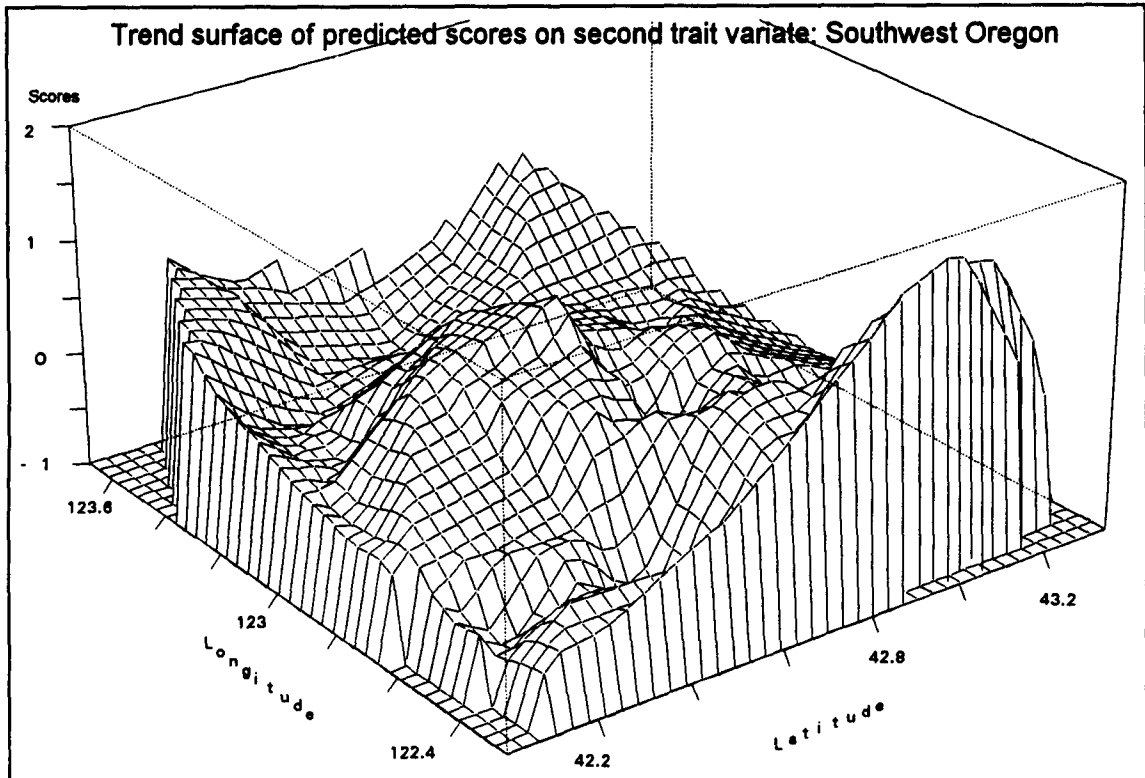 Trend surface of predicted scores on second trait variate: Southwest Oregon
Scores
2
1
0
- 1
123.6
123
122.4
Longitude
42.2
42.8
43.2
Latitude